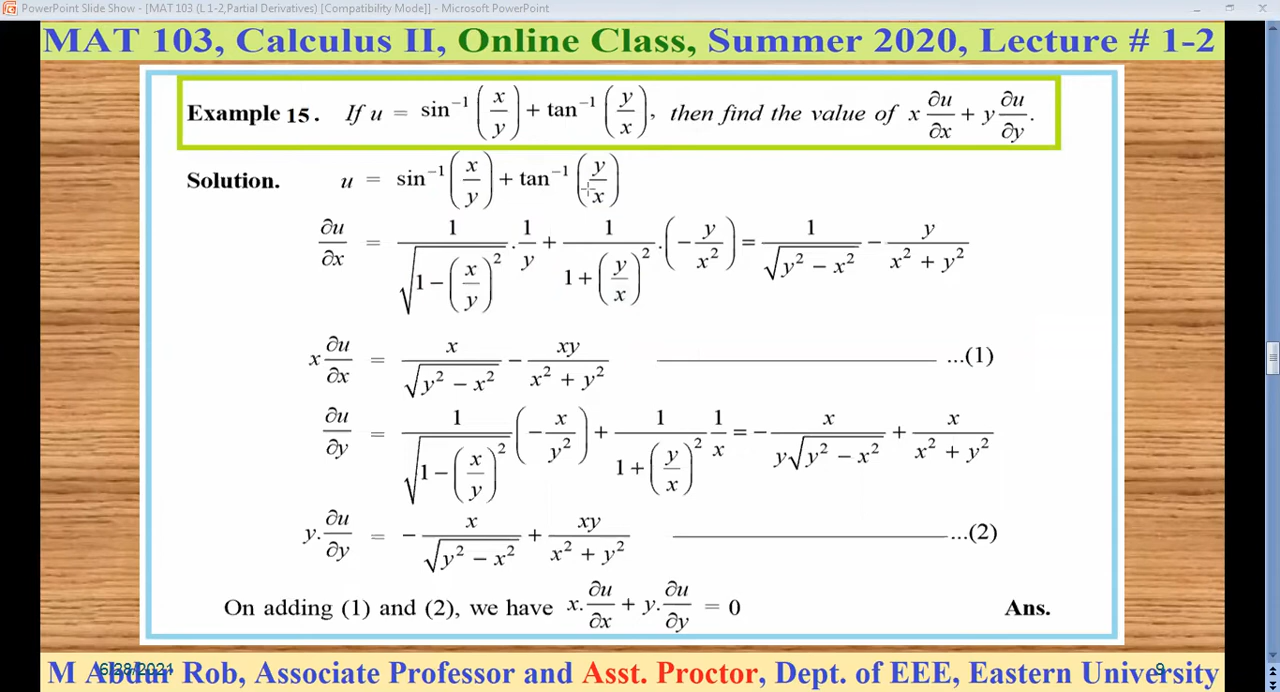 PowerPoint Slide Show - [MAT 103 (L.1-2,Partial Derivatives) [Compatibility Mode]] - Microsoft PowerPoint
MAT 103, Calculus II, Online Class, Summer 2020, Lecture # 1-2
Example 15. If u = sin⁻¹(x/y) + tan⁻¹(y/x), then find the value of x ∂u/∂x + y ∂u/∂y.
Solution. u = sin⁻¹(x/y) + tan⁻¹(y/x)
∂u/∂x = 1/√(1 − (x/y)²) · 1/y + 1/(1 + (y/x)²) · (−y/x²) = 1/√(y² − x²) − y/(x² + y²)
x ∂u/∂x = x/√(y² − x²) − xy/(x² + y²) ...(1)
∂u/∂y = 1/√(1 − (x/y)²) (−x/y²) + 1/(1 + (y/x)²) 1/x = − x/(y√(y² − x²)) + x/(x² + y²)
y. ∂u/∂y = − x/√(y² − x²) + xy/(x² + y²) ...(2)
On adding (1) and (2), we have x. ∂u/∂x + y. ∂u/∂y = 0 Ans.
M Abdur Rob, Associate Professor and Asst. Proctor, Dept. of EEE, Eastern University
6/28/2021
9